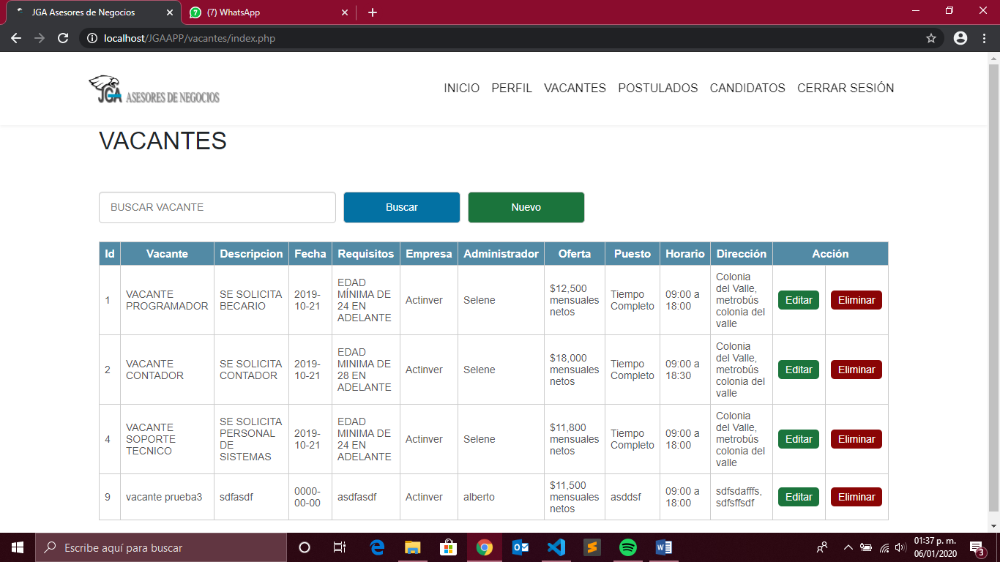 JGA Asesores de Negocios
7 (7) WhatsApp
localhost/JGAAPP/vacantes/index.php
JGA ASESORES DE NEGOCIOS
INICIO PERFIL VACANTES POSTULADOS CANDIDATOS CERRAR SESIÓN
VACANTES
BUSCAR VACANTE Buscar Nuevo
Id Vacante Descripcion Fecha Requisitos Empresa Administrador Oferta Puesto Horario Dirección Acción
1 VACANTE PROGRAMADOR SE SOLICITA BECARIO 2019-10-21 EDAD MÍNIMA DE 24 EN ADELANTE Actinver Selene $12,500 mensuales netos Tiempo Completo 09:00 a 18:00 Colonia del Valle, metrobús colonia del valle Editar Eliminar
2 VACANTE CONTADOR SE SOLICITA CONTADOR 2019-10-21 EDAD MINIMA DE 28 EN ADELANTE Actinver Selene $18,000 mensuales netos Tiempo Completo 09:00 a 18:30 Colonia del Valle, metrobús colonia del valle Editar Eliminar
4 VACANTE SOPORTE TECNICO SE SOLICITA PERSONAL DE SISTEMAS 2019-10-21 EDAD MINIMA DE 24 EN ADELANTE Actinver Selene $11,800 mensuales netos Tiempo Completo 09:00 a 18:00 Colonia del Valle, metrobús colonia del valle Editar Eliminar
9 vacante prueba3 sdfasdf 0000-00-00 asdfasdf Actinver alberto $11,500 mensuales netos asddsf 09:00 a 18:00 sdfsdafffs, sdfsffsdf Editar Eliminar
Escribe aquí para buscar
01:37 p. m.
06/01/2020
3